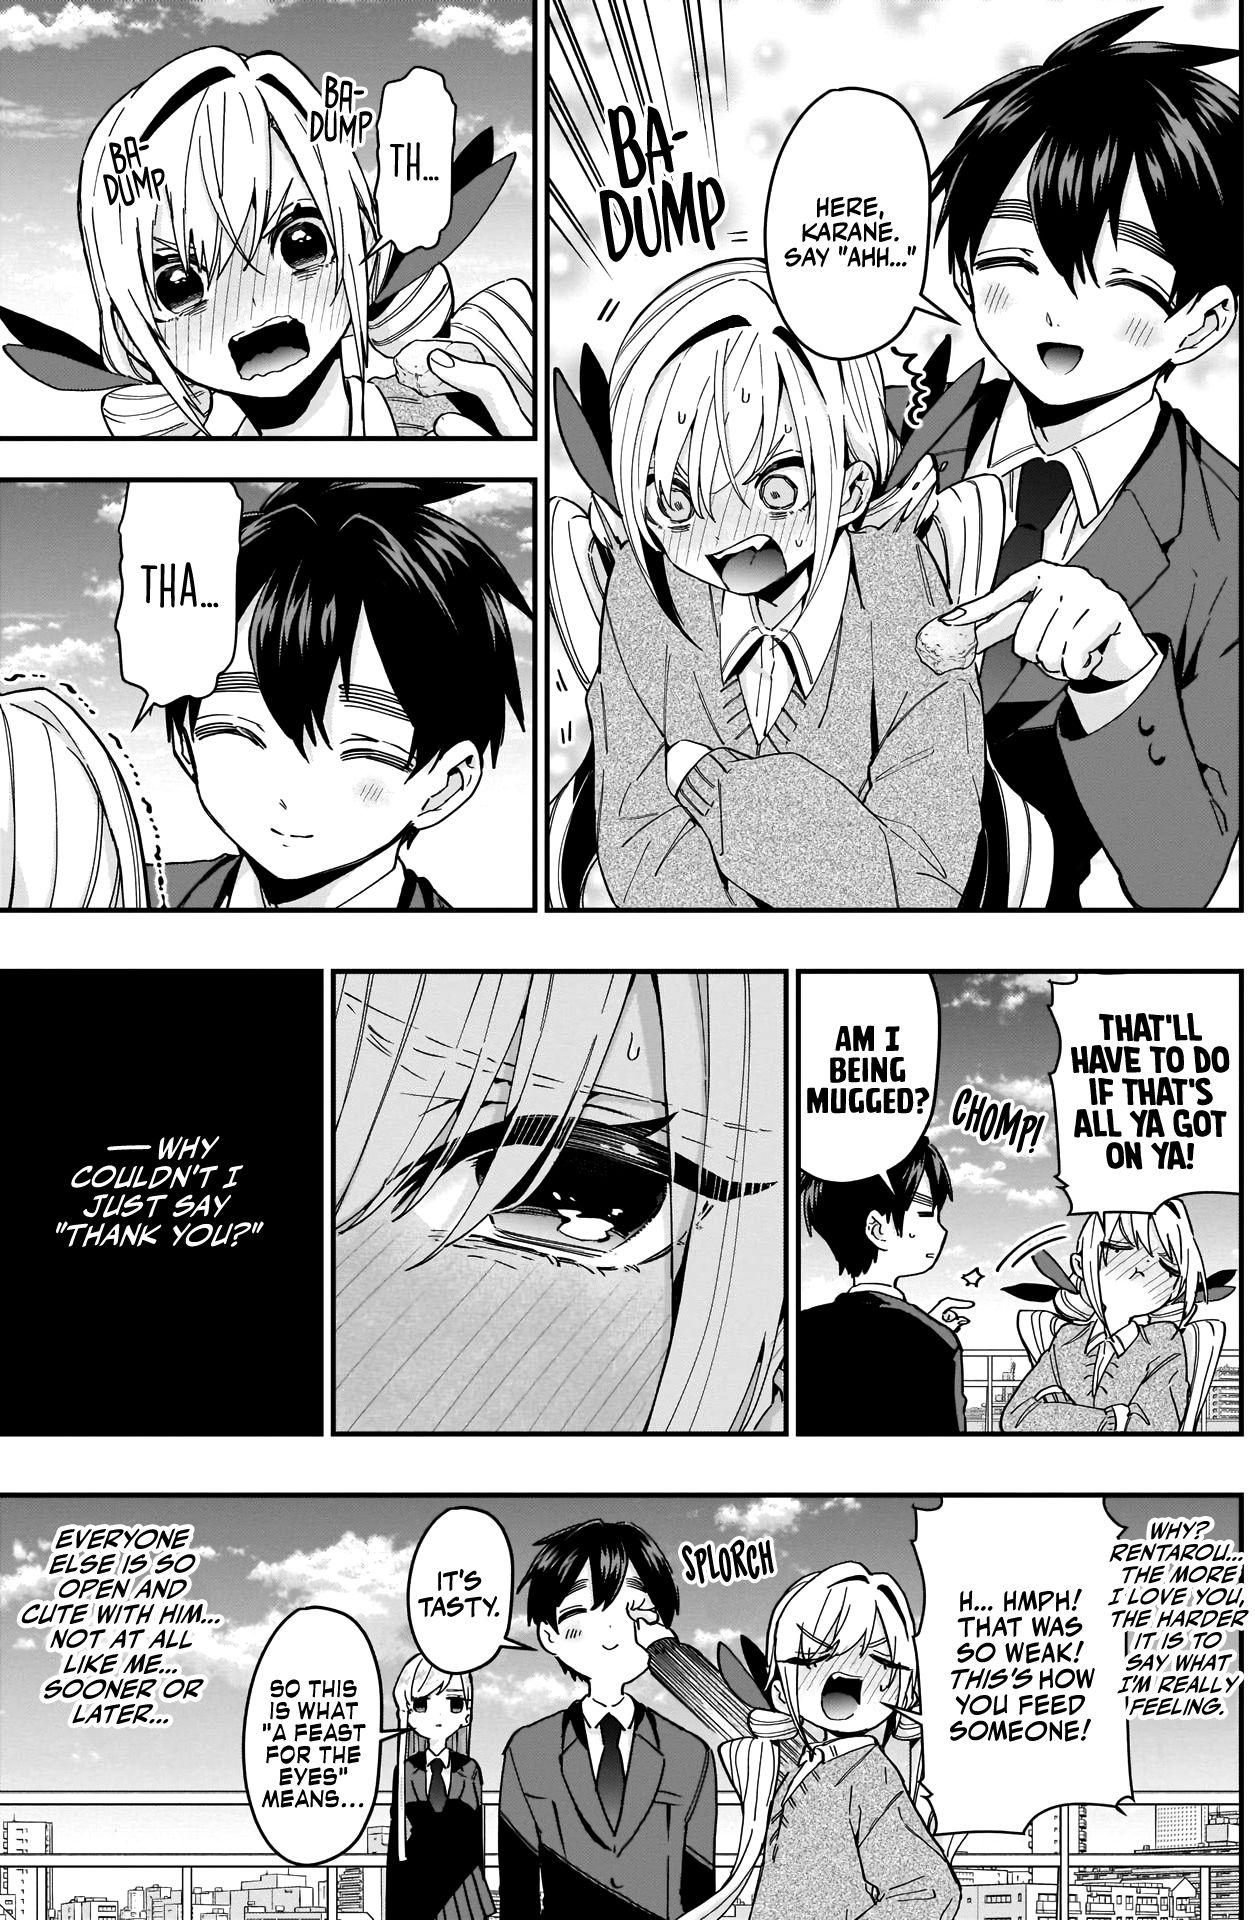 HERE,
KARANE.
SAY "AHH..."
BA-
DUMP
TH...
BA-
DUMP
BA-
DUMP
THA...
THAT'LL
HAVE TO DO
IF THAT'S
ALL YA GOT
ON YA!
CHOMP!
AM I
BEING
MUGGED?
— WHY
COULDN'T I
JUST SAY
"THANK YOU?"
WHY?
RENTAROU...
THE MORE
I LOVE YOU,
THE HARDER
IT IS TO
SAY WHAT
I'M REALLY
FEELING.
H... HMPH!
THAT WAS
SO WEAK!
THIS'S HOW
YOU FEED
SOMEONE!
SPLORCH
IT'S
TASTY.
SO THIS
IS WHAT
"A FEAST
FOR THE
EYES"
MEANS...
EVERYONE
ELSE IS SO
OPEN AND
CUTE WITH HIM...
NOT AT ALL
LIKE ME...
SOONER OR
LATER...